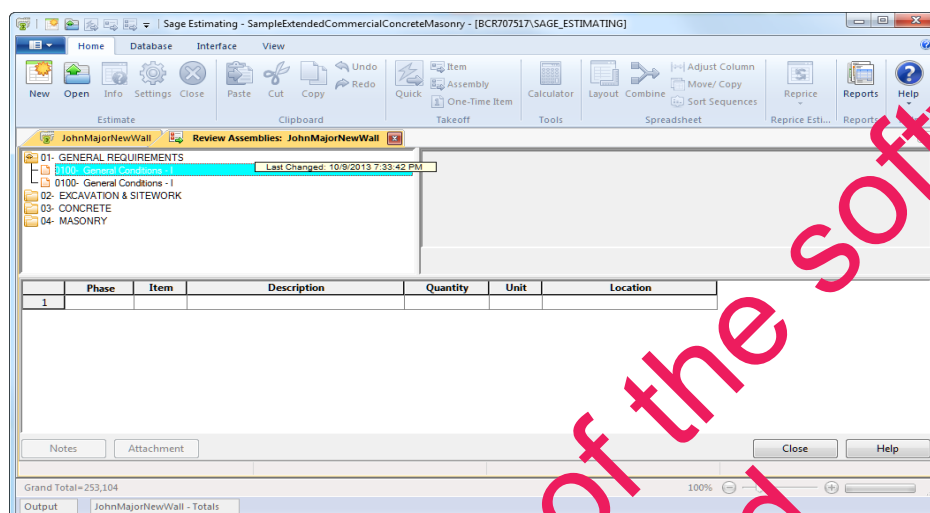 Sage Estimating - SampleExtendedCommercialConcreteMasonry - [BCR707517\SAGE_ESTIMATING]
Home Database Interface View
New Open Info Settings Close Paste Cut Copy Undo Redo Quick Item Assembly One-Time Item Calculator Layout Combine Adjust Column Move/ Copy Sort Sequences Reprice Reports Help
Estimate Clipboard Takeoff Tools Spreadsheet Reprice Esti... Reports
JohnMajorNewWall Review Assemblies: JohnMajorNewWall
01- GENERAL REQUIREMENTS
0100- General Conditions - I Last Changed: 10/9/2013 7:33:42 PM
0100- General Conditions - I
02- EXCAVATION & SITEWORK
03- CONCRETE
04- MASONRY
Phase Item Description Quantity Unit Location
1
Notes Attachment Close Help
Grand Total=253,104 100%
Output JohnMajorNewWall - Totals
of the